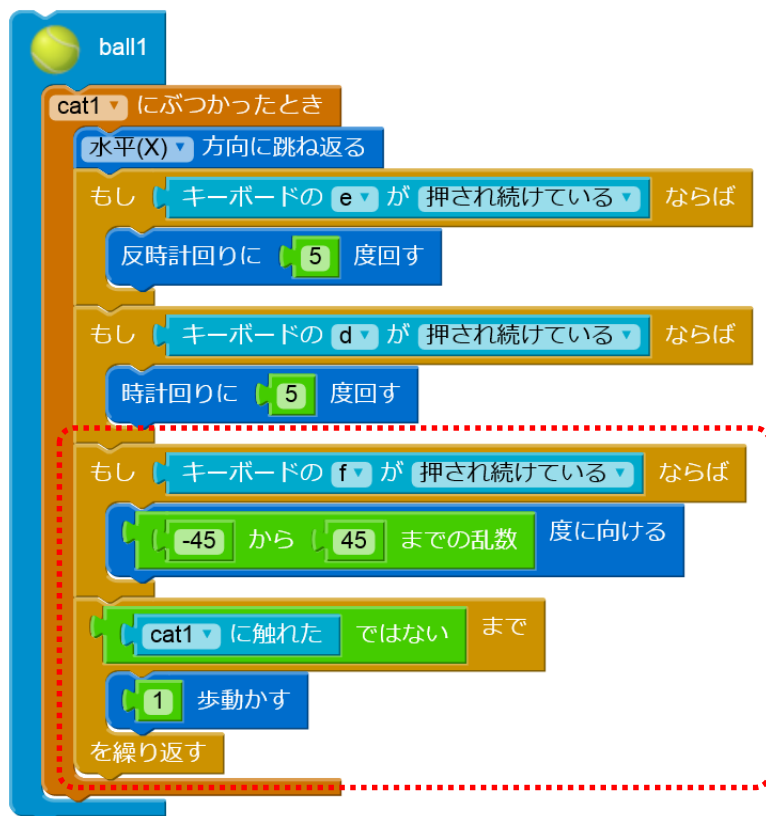 ball1
cat1 にぶつかったとき
水平(X) 方向に跳ね返る
もし キーボードの e が 押され続けている ならば
反時計回りに 5 度回す
もし キーボードの d が 押され続けている ならば
時計回りに 5 度回す
もし キーボードの f が 押され続けている ならば
-45 から 45 までの乱数 度に向ける
cat1 に触れた ではない まで
1 歩動かす
を繰り返す